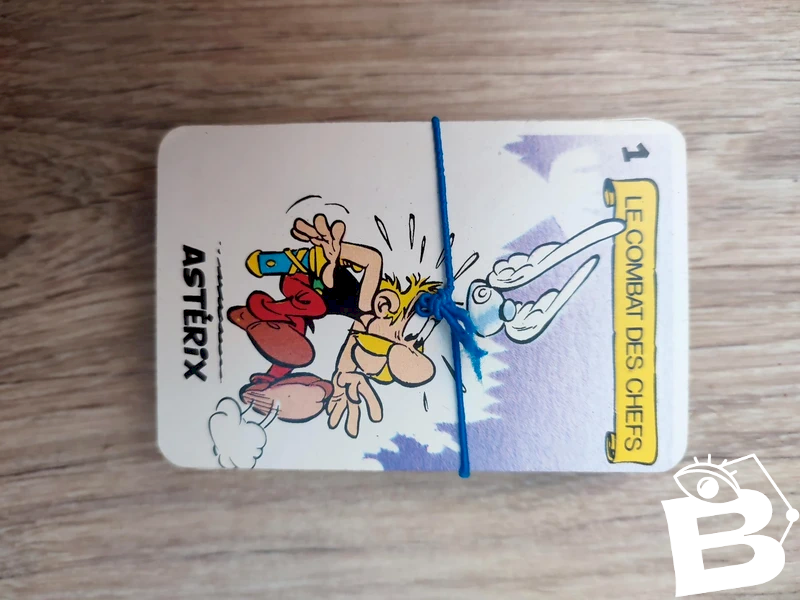 1
LE COMBAT DES CHEFS
ASTÉRIX
B